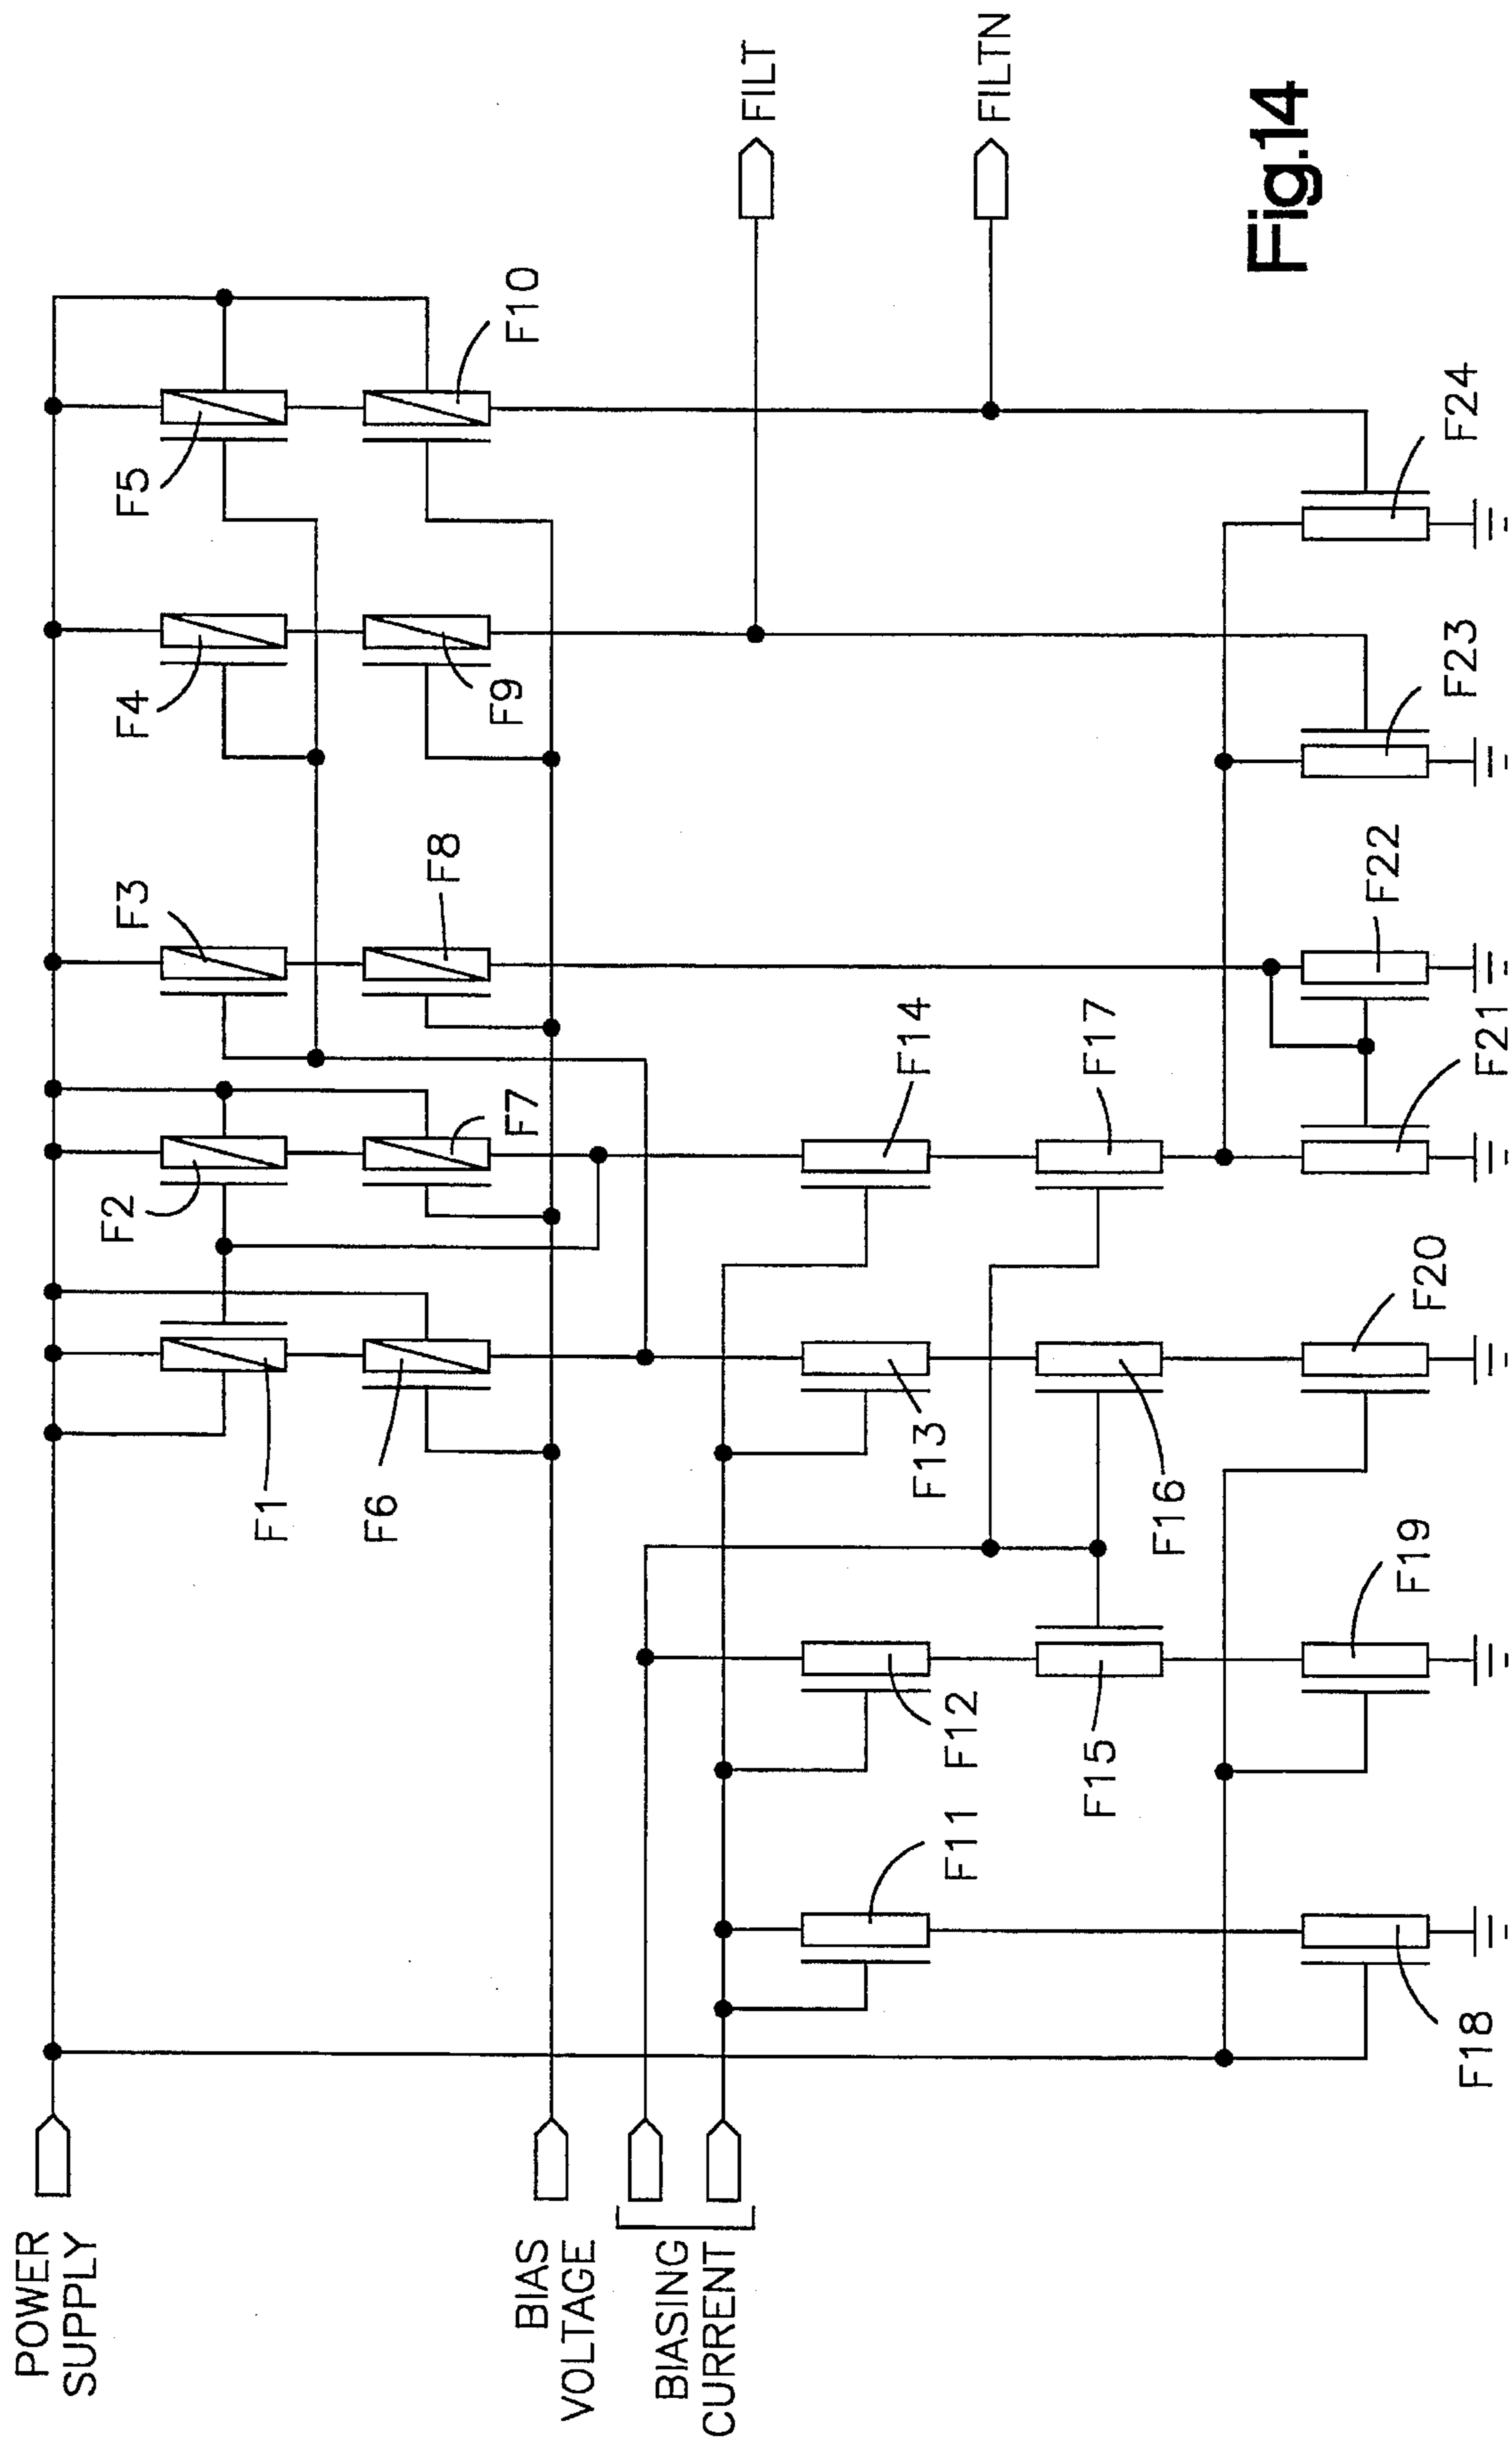 POWER
SUPPLY
BIAS
VOLTAGE
BIASING
CURRENT
F1
F2
F3
F4
F5
F6
F7
F8
F9
F10
F11
F12
F13
F14
F15
F16
F17
F18
F19
F20
F21
F22
F23
F24
FILT
FILTN
Fig.14